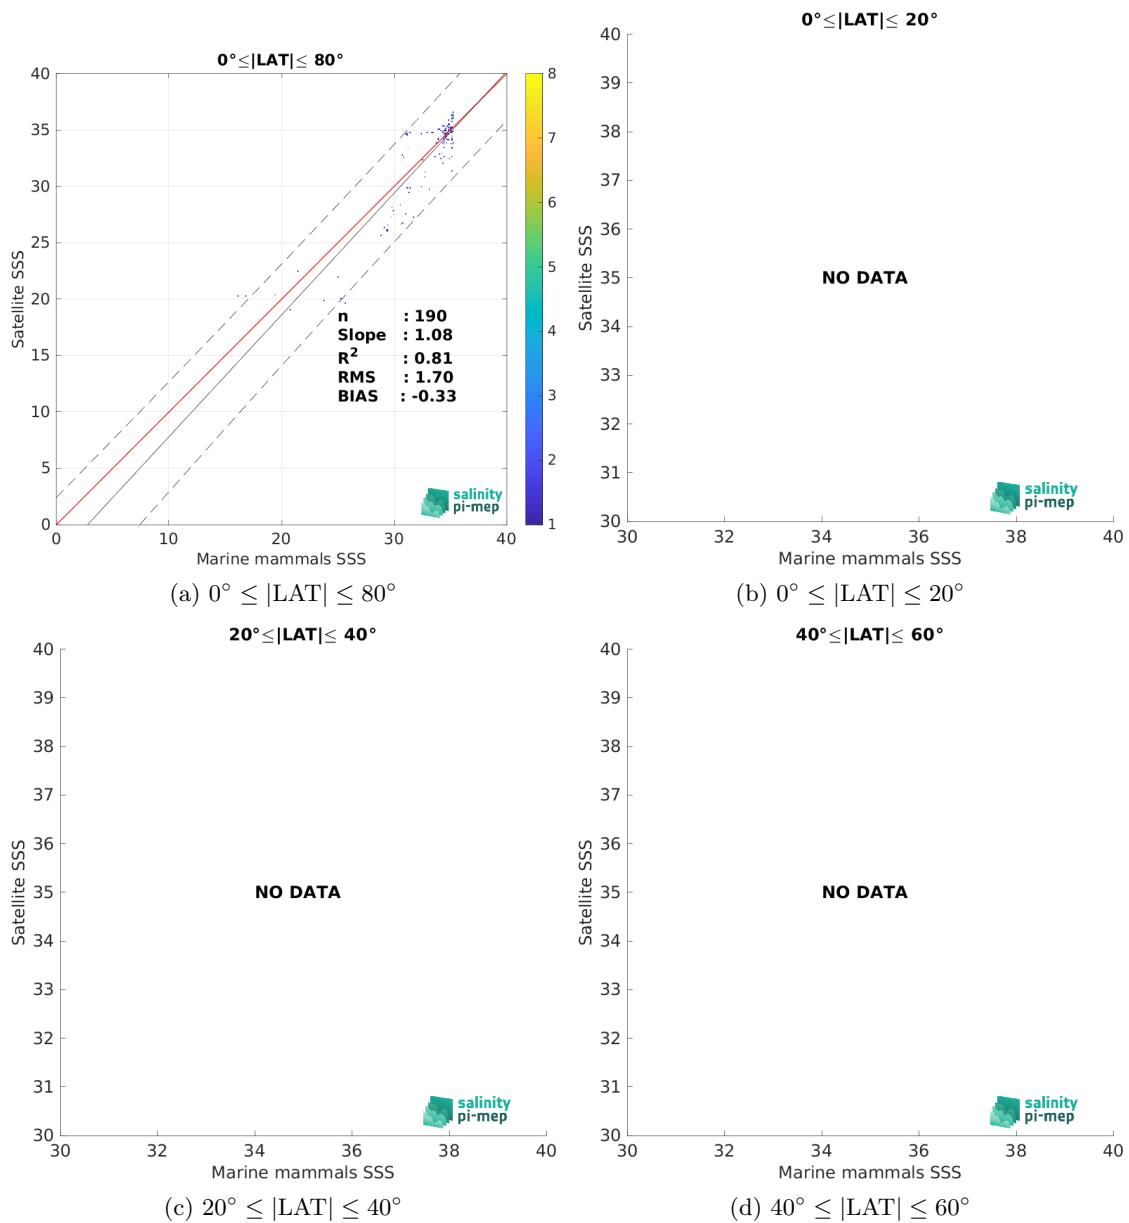 0°≤|LAT|≤ 80°
40
35
30
25
20
15
10
5
0
0
10
20
30
40
Satellite SSS
Marine mammals SSS
n : 190
Slope : 1.08
R² : 0.81
RMS : 1.70
BIAS : -0.33
salinity
pi-mep
8
7
6
5
4
3
2
1
(a) 0° ≤ |LAT| ≤ 80°
0°≤|LAT|≤ 20°
40
39
38
37
36
35
34
33
32
31
30
30
32
34
36
38
40
Satellite SSS
NO DATA
Marine mammals SSS
salinity
pi-mep
(b) 0° ≤ |LAT| ≤ 20°
20°≤|LAT|≤ 40°
40
39
38
37
36
35
34
33
32
31
30
30
32
34
36
38
40
Satellite SSS
NO DATA
Marine mammals SSS
salinity
pi-mep
(c) 20° ≤ |LAT| ≤ 40°
40°≤|LAT|≤ 60°
40
39
38
37
36
35
34
33
32
31
30
30
32
34
36
38
40
Satellite SSS
NO DATA
Marine mammals SSS
salinity
pi-mep
(d) 40° ≤ |LAT| ≤ 60°